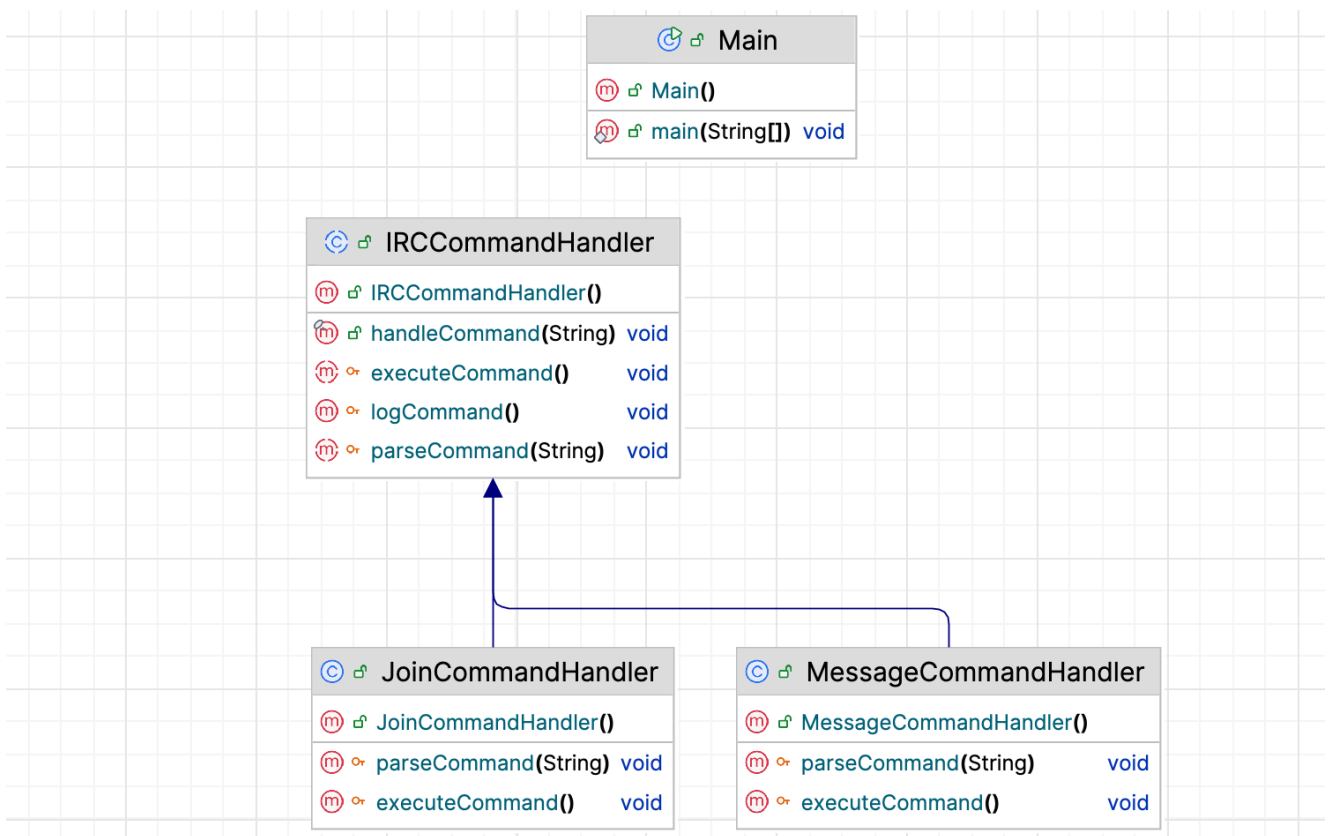 Main
Main()
main(String[]) void
IRCCommandHandler
IRCCommandHandler()
handleCommand(String) void
executeCommand() void
logCommand() void
parseCommand(String) void
JoinCommandHandler
JoinCommandHandler()
parseCommand(String) void
executeCommand() void
MessageCommandHandler
MessageCommandHandler()
parseCommand(String) void
executeCommand() void